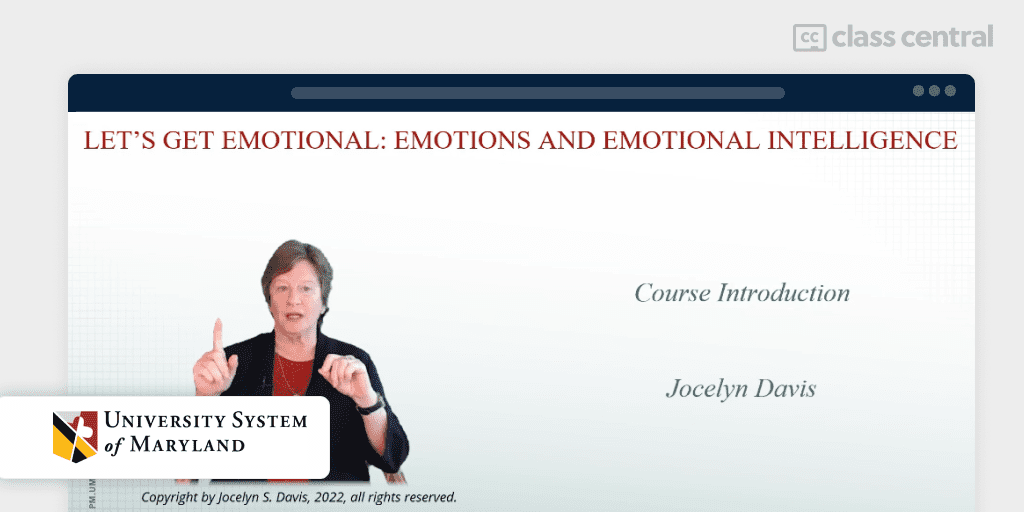 cc class central
LET’S GET EMOTIONAL: EMOTIONS AND EMOTIONAL INTELLIGENCE
Course Introduction
Jocelyn Davis
UNIVERSITY SYSTEM
of MARYLAND
PM.UM
Copyright by Jocelyn S. Davis, 2022, all rights reserved.